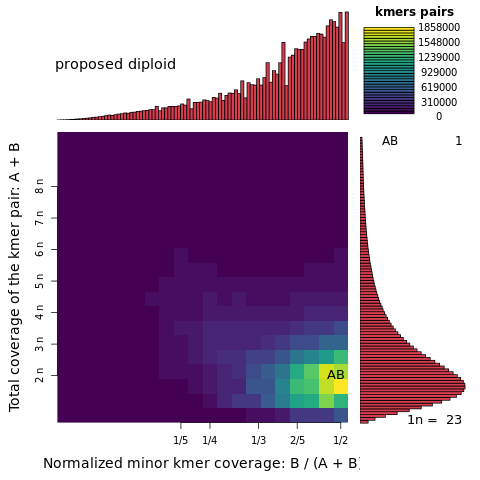 kmers pairs
1858000
1548000
1239000
929000
619000
310000
0
proposed diploid
AB 1
Total coverage of the kmer pair: A + B
8 n
7 n
6 n
5 n
4 n
3 n
2 n
AB
1n = 23
1/5 1/4 1/3 2/5 1/2
Normalized minor kmer coverage: B / (A + B